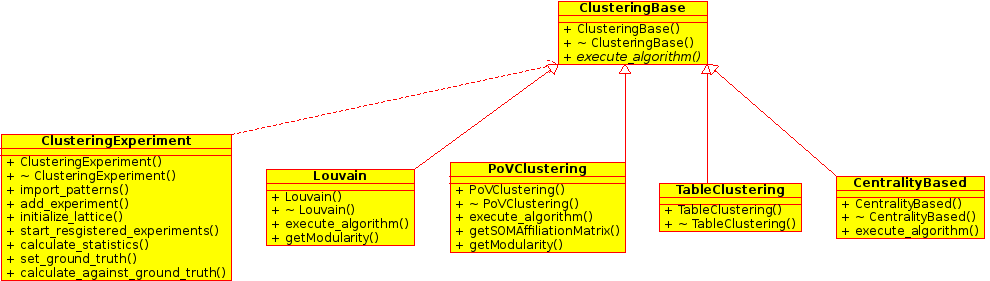 ClusteringBase
+ ClusteringBase()
+ ~ ClusteringBase()
+ execute_algorithm()
ClusteringExperiment
+ ClusteringExperiment()
+ ~ ClusteringExperiment()
+ import_patterns()
+ add_experiment()
+ initialize_lattice()
+ start_resgistered_experiments()
+ calculate_statistics()
+ set_ground_truth()
+ calculate_against_ground_truth()
Louvain
+ Louvain()
+ ~ Louvain()
+ execute_algorithm()
+ getModularity()
PoVClustering
+ PoVClustering()
+ ~ PoVClustering()
+ execute_algorithm()
+ getSOMAffiliationMatrix()
+ getModularity()
TableClustering
+ TableClustering()
+ ~ TableClustering()
CentralityBased
+ CentralityBased()
+ ~ CentralityBased()
+ execute_algorithm()